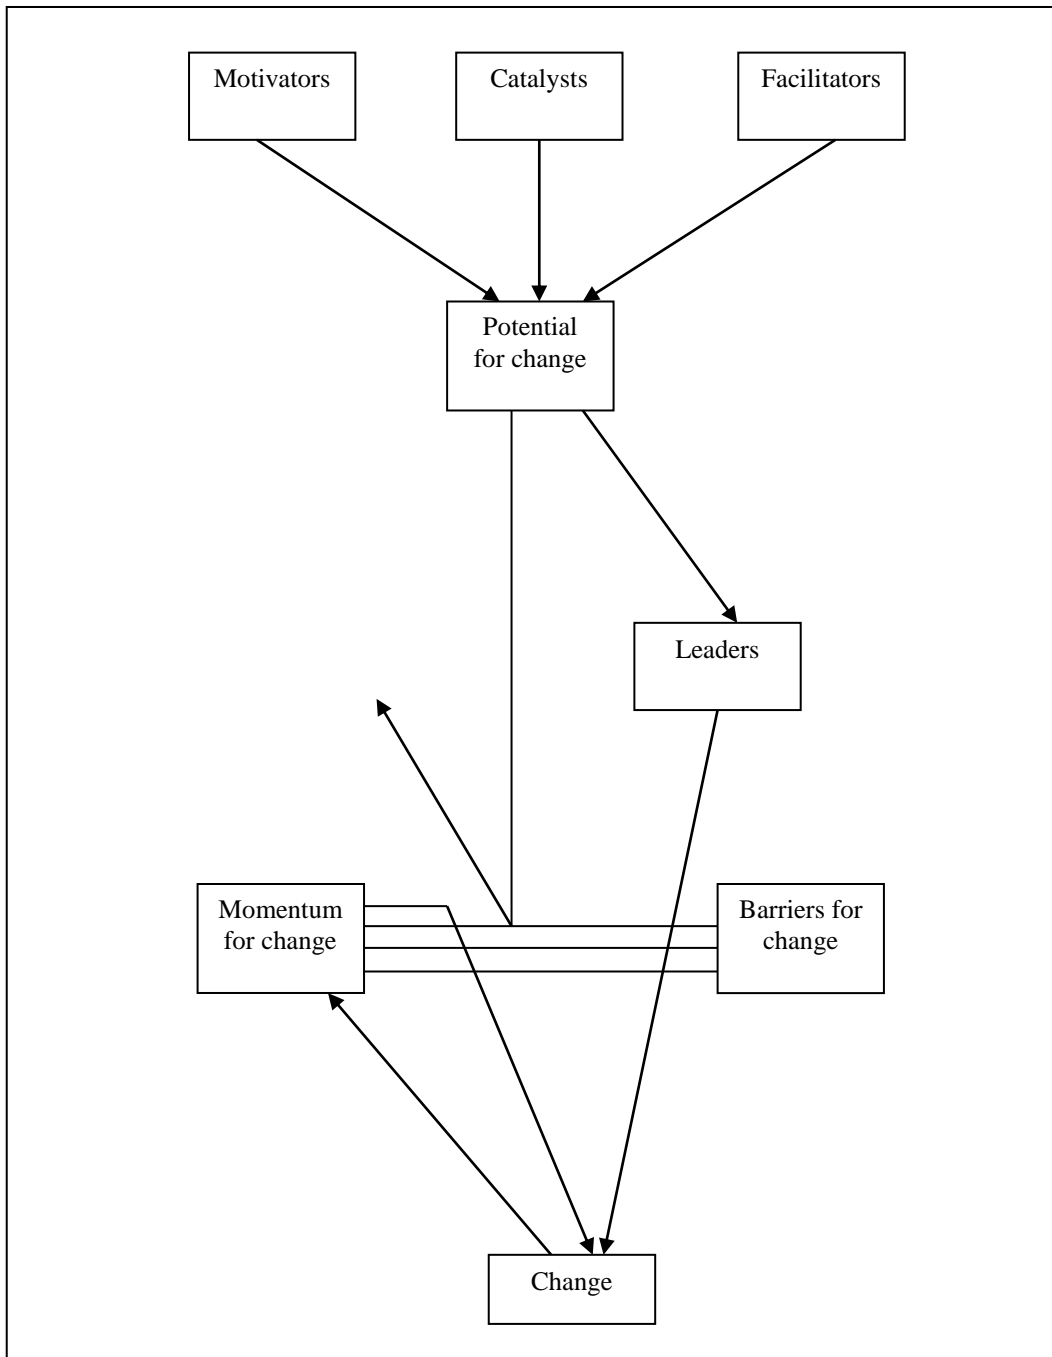 Motivators
Catalysts
Facilitators
Potential
for change
Leaders
Momentum
for change
Barriers for
change
Change